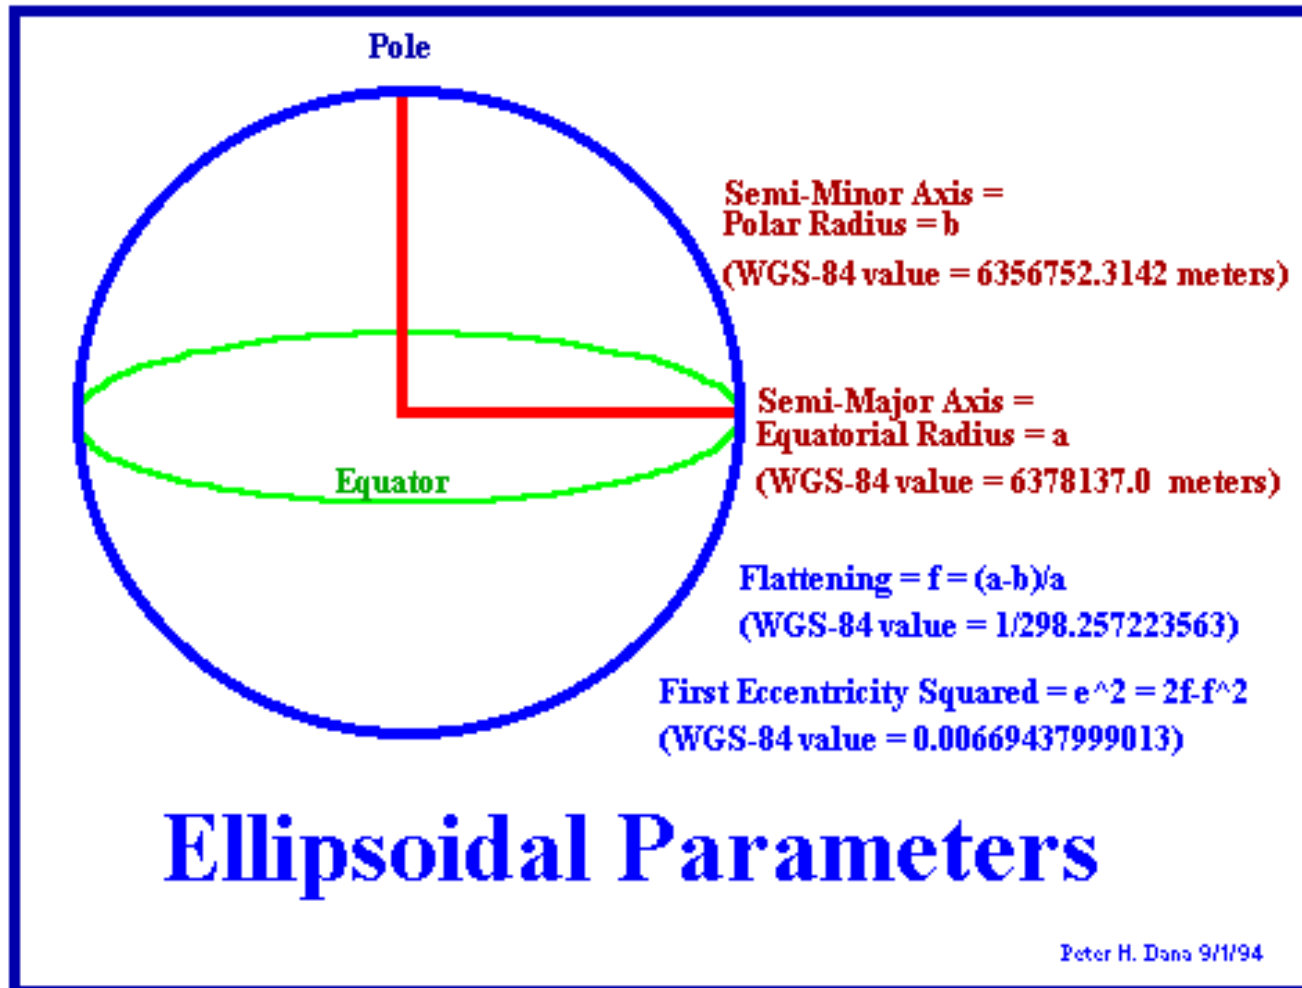 Pole
Semi-Minor Axis =
Polar Radius = b
(WGS-84 value = 6356752.3142 meters)
Semi-Major Axis =
Equatorial Radius = a
(WGS-84 value = 6378137.0 meters)
Equator
Flattening = f = (a-b)/a
(WGS-84 value = 1/298.257223563)
First Eccentricity Squared = e^2 = 2f-f^2
(WGS-84 value = 0.00669437999013)
Ellipsoidal Parameters
Peter H. Dana 9/1/94